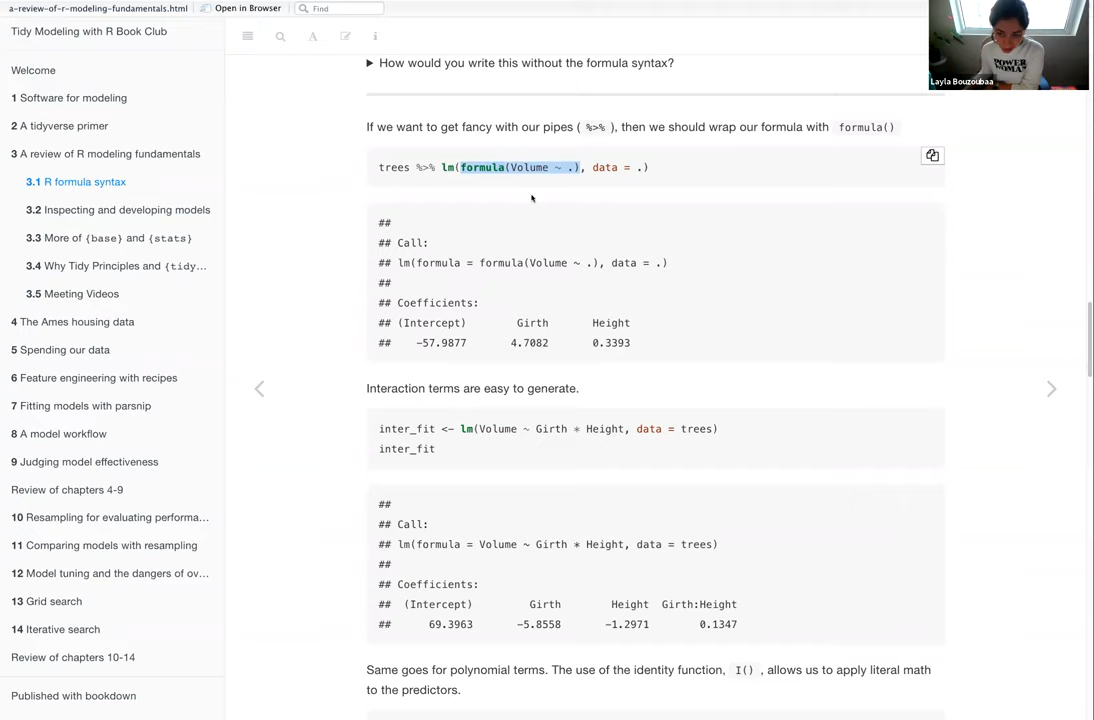 a-review-of-r-modeling-fundamentals.html
Open in Browser
Find
Tidy Modeling with R Book Club
Welcome
1 Software for modeling
2 A tidyverse primer
3 A review of R modeling fundamentals
3.1 R formula syntax
3.2 Inspecting and developing models
3.3 More of {base} and {stats}
3.4 Why Tidy Principles and {tidy…
3.5 Meeting Videos
4 The Ames housing data
5 Spending our data
6 Feature engineering with recipes
7 Fitting models with parsnip
8 A model workflow
9 Judging model effectiveness
Review of chapters 4-9
10 Resampling for evaluating performa…
11 Comparing models with resampling
12 Model tuning and the dangers of ov…
13 Grid search
14 Iterative search
Review of chapters 10-14
Published with bookdown
A
i
How would you write this without the formula syntax?
If we want to get fancy with our pipes ( %>% ), then we should wrap our formula with formula()
trees %>% lm(formula(Volume ~ .), data = .)
##
## Call:
## lm(formula = formula(Volume ~ .), data = .)
##
## Coefficients:
## (Intercept) Girth Height
## -57.9877 4.7082 0.3393
Interaction terms are easy to generate.
inter_fit <- lm(Volume ~ Girth * Height, data = trees)
inter_fit
##
## Call:
## lm(formula = Volume ~ Girth * Height, data = trees)
##
## Coefficients:
## (Intercept) Girth Height Girth:Height
## 69.3963 -5.8558 -1.2971 0.1347
Same goes for polynomial terms. The use of the identity function, I() , allows us to apply literal math
to the predictors.
POWER
Layla Bouzoubaa